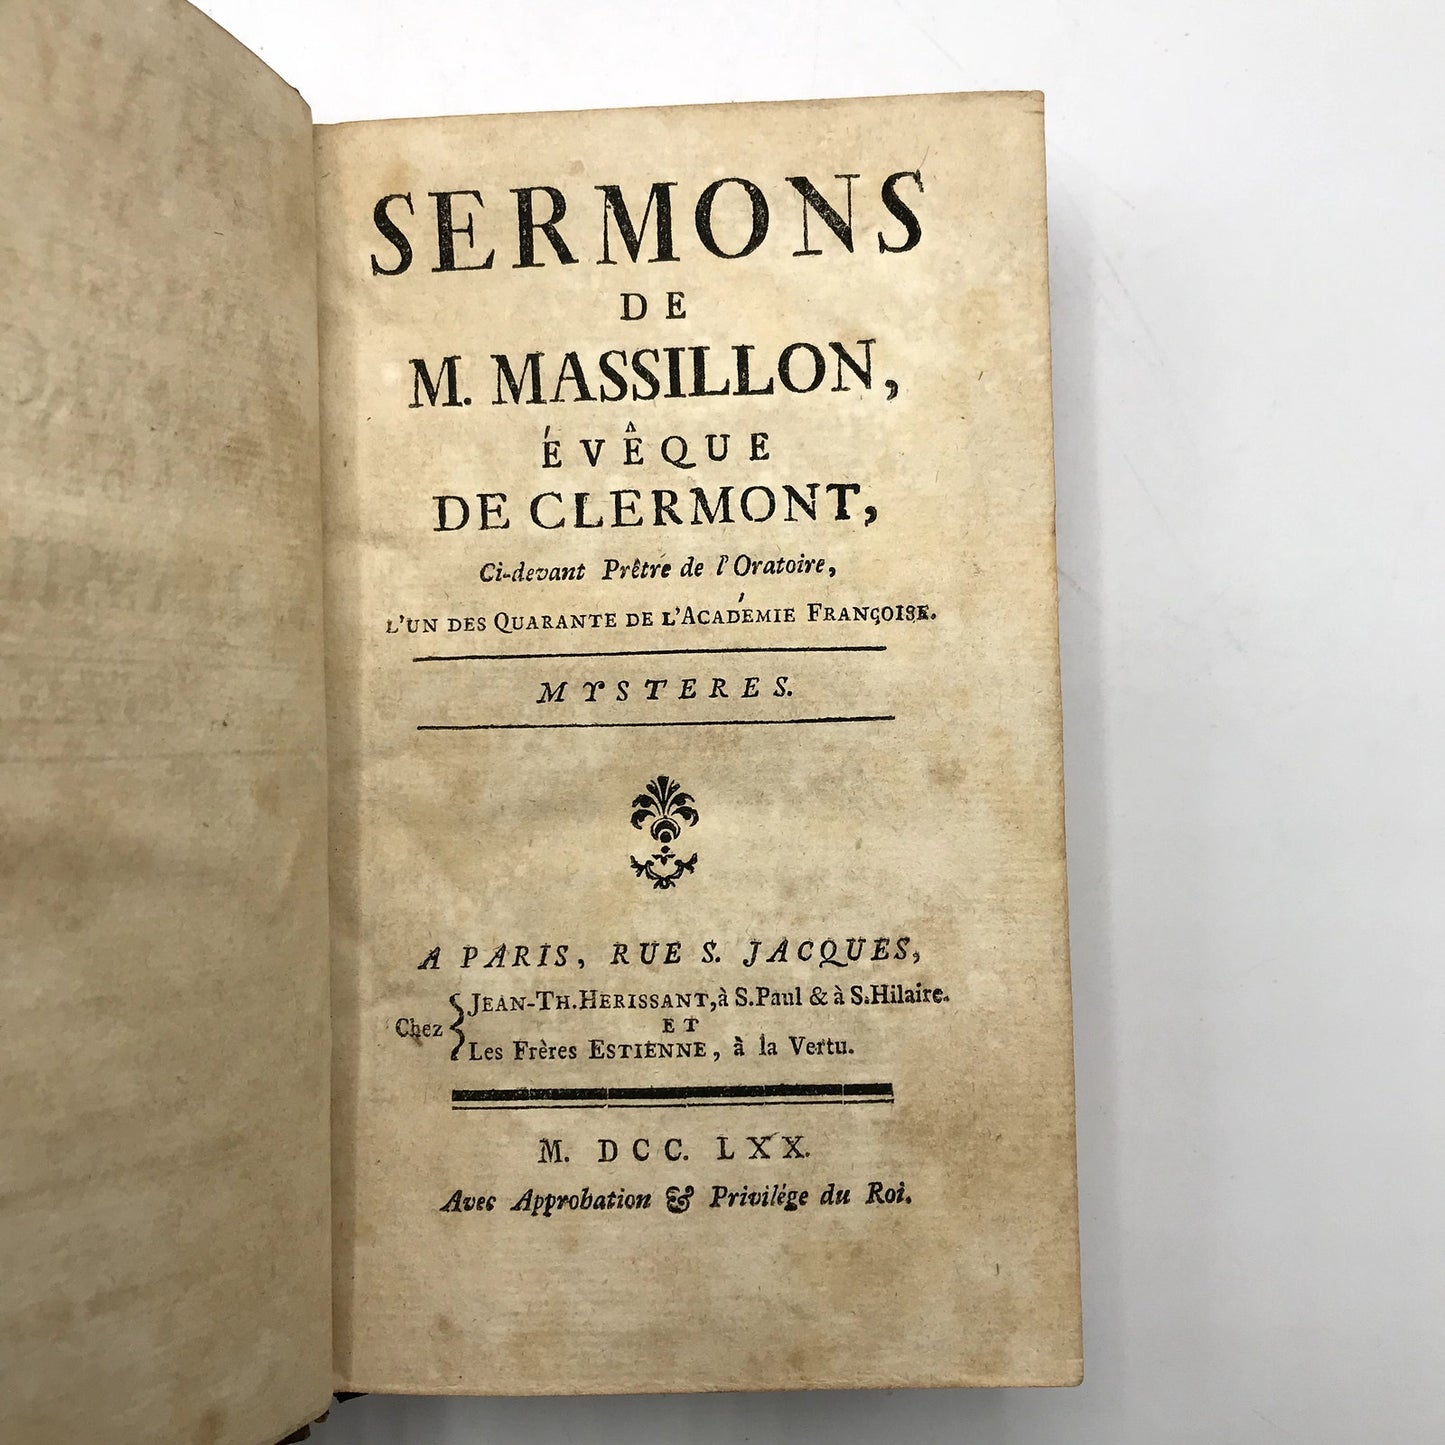 SERMONS
DE
M. MASSILLON,
ÉVÊQUE
DE CLERMONT,
Ci-devant Prêtre de l'Oratoire,
L'UN DES QUARANTE DE L'ACADÉMIE FRANÇOISE.
MYSTERES.
A PARIS, RUE S. JACQUES,
Chez { JEAN-TH. HERISSANT, à S. Paul & à S. Hilaire.
ET
Les Frères ESTIENNE, à la Vertu.
M. DCC. LXX.
Avec Approbation & Privilége du Roi.